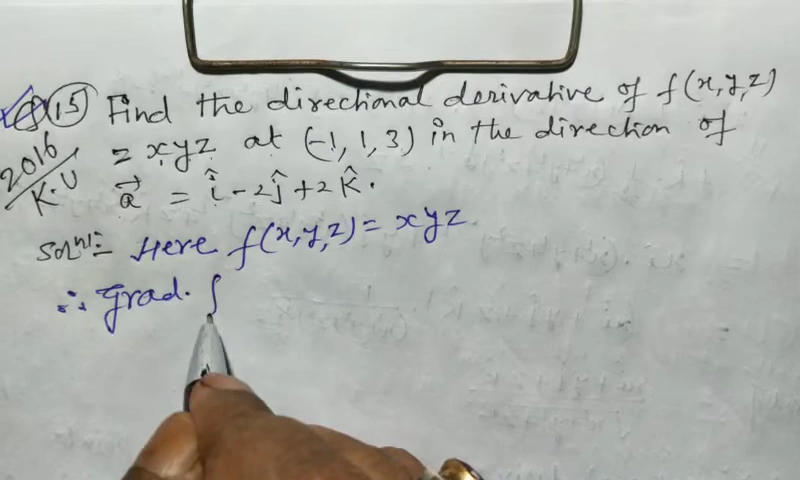 Q 15 Find the directional derivative of f(x,y,z)
= xyz at (-1, 1, 3) in the direction of
2016
K.U
a⃗ = î - 2ĵ + 2k̂.
Solⁿ:- Here f(x,y,z) = xyz
∴ Grad. f